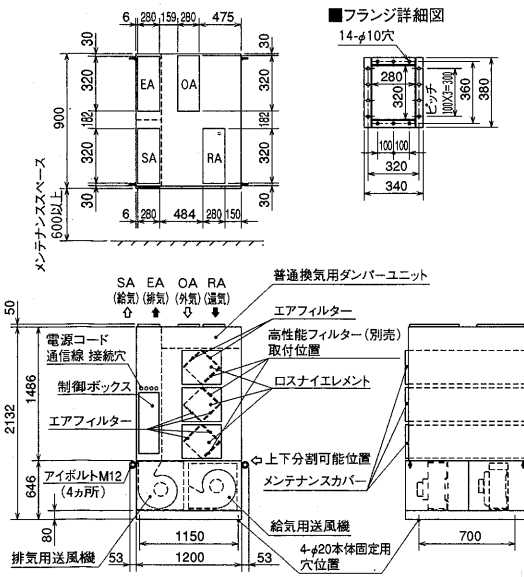 6 280 159 280 475
30
320
182
320
30
900
EA
OA
SA
RA
30
320
182
320
30
6 280 484 280 150
メンテナンススペース
600以上
■フランジ詳細図
14-φ10穴
280
320
ピッチ
100×3=300
360
380
100 100
320
340
SA
(給気)
EA
(排気)
OA
(外気)
RA
(還気)
普通換気用ダンパーユニット
エアフィルター
高性能フィルター(別売)
取付位置
ロスナイエレメント
電源コード
通信線 接続穴
制御ボックス
エアフィルター
50
1486
2132
646
80
アイボルトM12
(4ヵ所)
上下分割可能位置
メンテナンスカバー
給気用送風機
排気用送風機
4-φ20本体固定用
穴位置
1150
53 1200 53
700